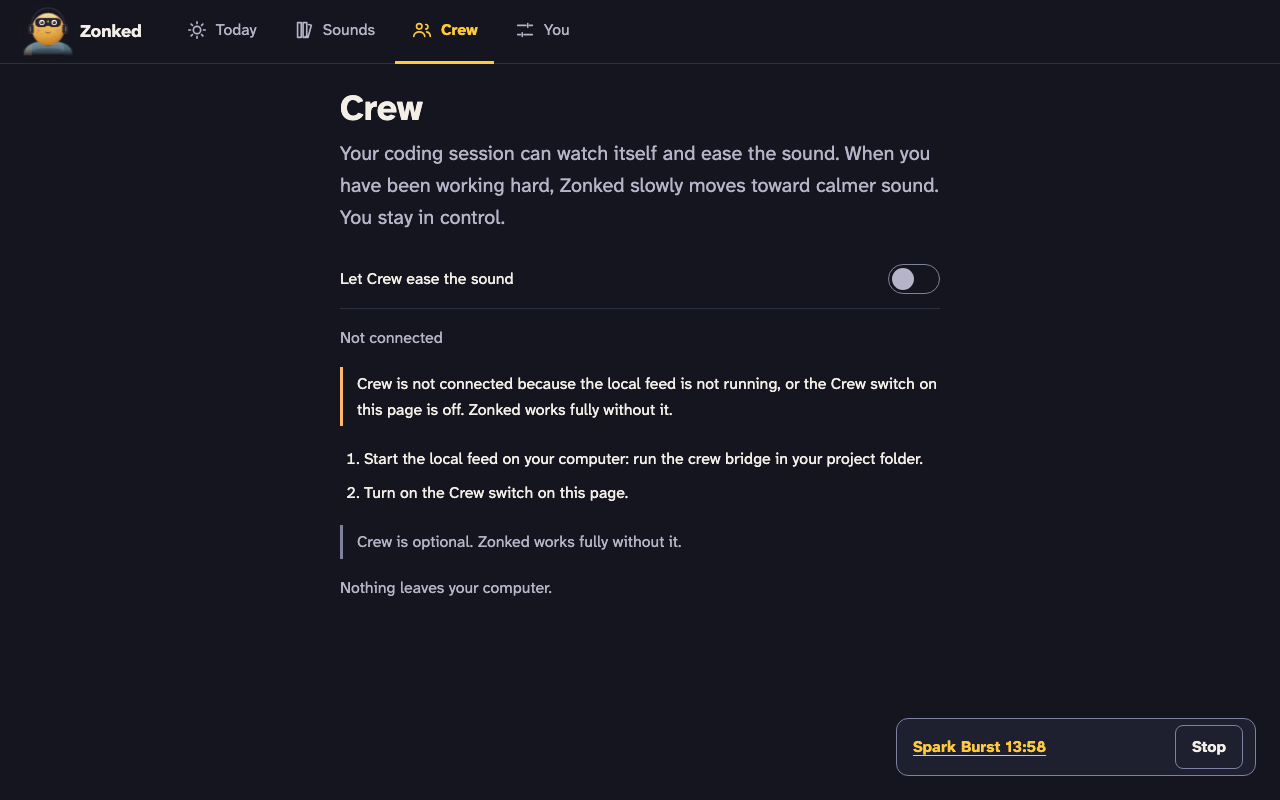 Zonked
Today
Sounds
Crew
You
Crew
Your coding session can watch itself and ease the sound. When you
have been working hard, Zonked slowly moves toward calmer sound.
You stay in control.
Let Crew ease the sound
Not connected
Crew is not connected because the local feed is not running, or the Crew switch on
this page is off. Zonked works fully without it.
1. Start the local feed on your computer: run the crew bridge in your project folder.
2. Turn on the Crew switch on this page.
Crew is optional. Zonked works fully without it.
Nothing leaves your computer.
Spark Burst 13:58
Stop